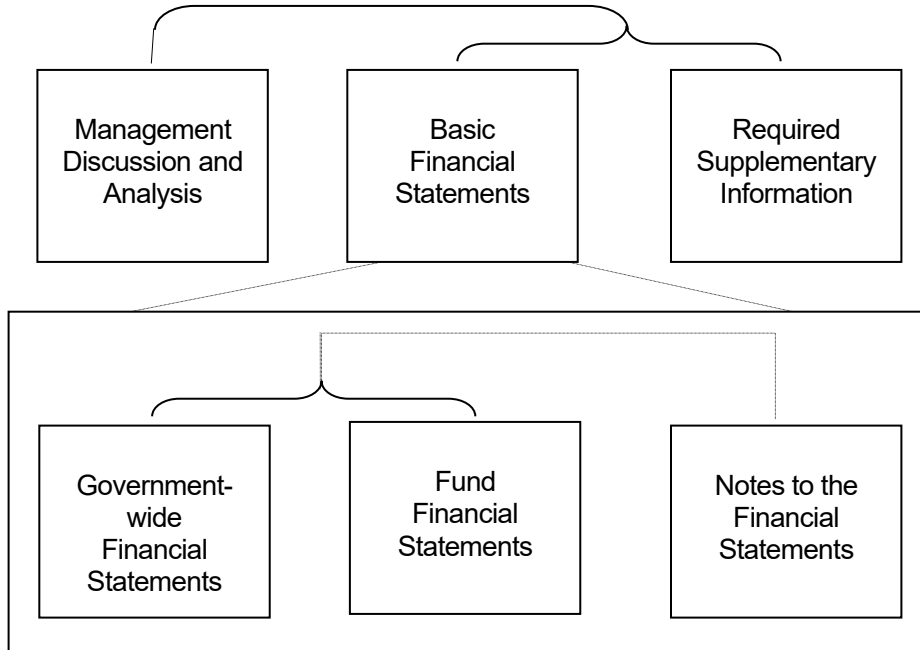 Management
Discussion and
Analysis
Basic
Financial
Statements
Required
Supplementary
Information
Government-
wide
Financial
Statements
Fund
Financial
Statements
Notes to the
Financial
Statements